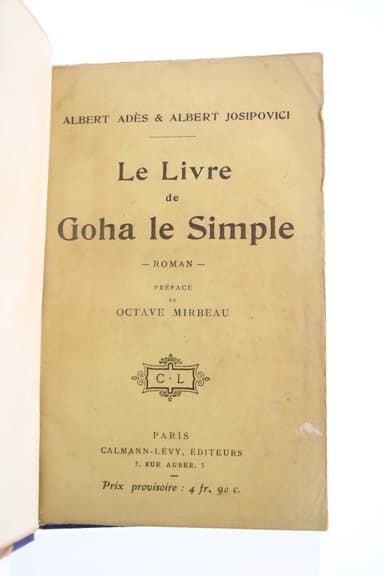 ALBERT ADÈS & ALBERT JOSIPOVICI
Le Livre
de
Goha le Simple
— ROMAN —
PRÉFACE
DE
OCTAVE MIRBEAU
C · L
PARIS
CALMANN-LÉVY, ÉDITEURS
3, RUE AUBER, 3
Prix provisoire : 4 fr. 90 c.